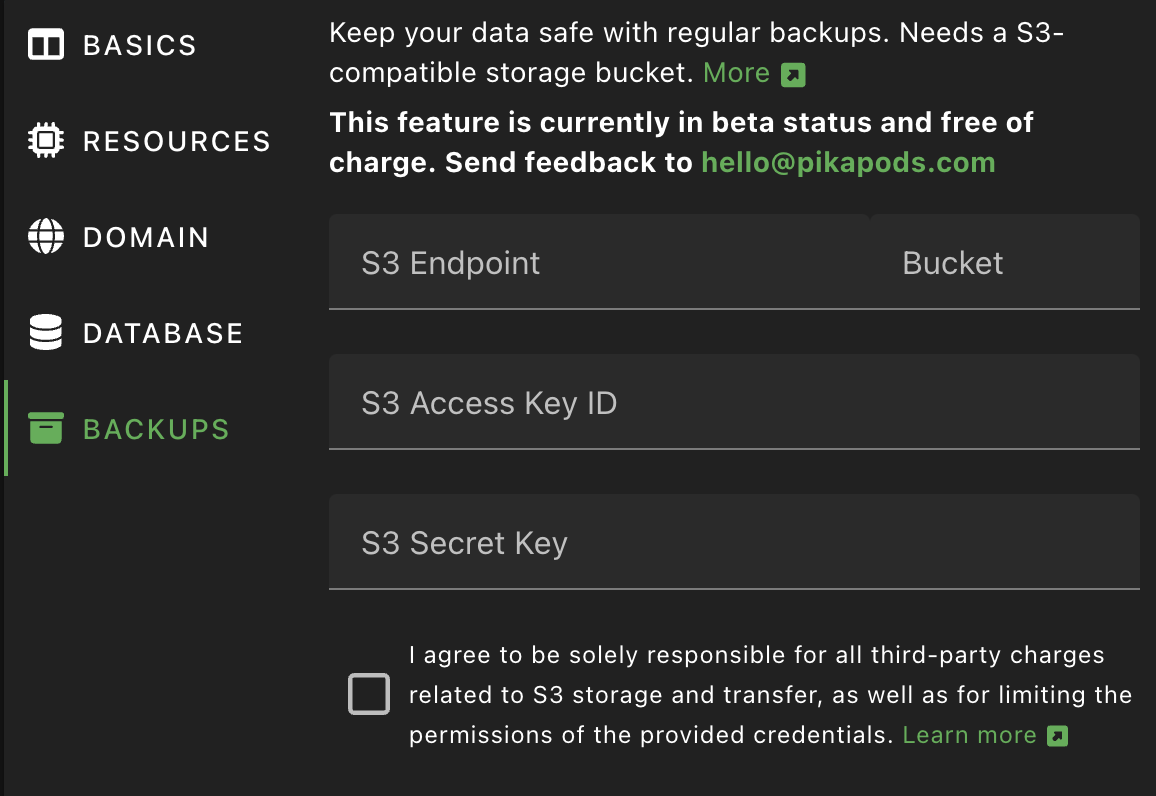 BASICS
RESOURCES
DOMAIN
DATABASE
BACKUPS
Keep your data safe with regular backups. Needs a S3-
compatible storage bucket. More
This feature is currently in beta status and free of
charge. Send feedback to hello@pikapods.com
S3 Endpoint
Bucket
S3 Access Key ID
S3 Secret Key
I agree to be solely responsible for all third-party charges
related to S3 storage and transfer, as well as for limiting the
permissions of the provided credentials. Learn more